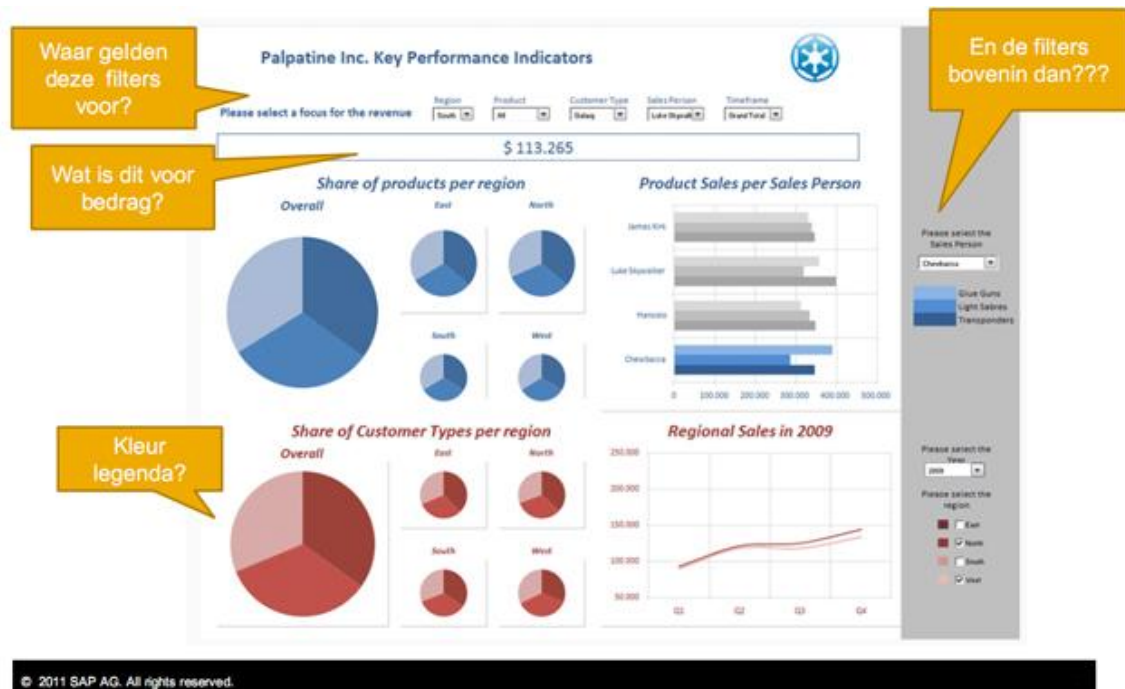 Waar gelden
deze filters
voor?
Palpatine Inc. Key Performance Indicators
En de filters
bovenin dan???
Please select a focus for the revenue
Region
Product
Customer Type
Sales Person
Timeframe
South
All
Galaxy
Luke Skywalk
Grand Total
Wat is dit voor
bedrag?
$ 113.265
Share of products per region
Overall
East
North
South
West
Product Sales per Sales Person
James Kirk
Luke Skywalker
Chewbacca
0 100.000 200.000 300.000 400.000 500.000
Please select the
Sales Person
Chewbacca
Glue Guns
Light Sabres
Transponders
Kleur
legenda?
Share of Customer Types per region
Overall
East
North
South
West
Regional Sales in 2009
250.000
200.000
150.000
100.000
50.000
Q1 Q2 Q3 Q4
Please select the
Year
2009
Please select the
region
East
North
South
West
© 2011 SAP AG. All rights reserved.